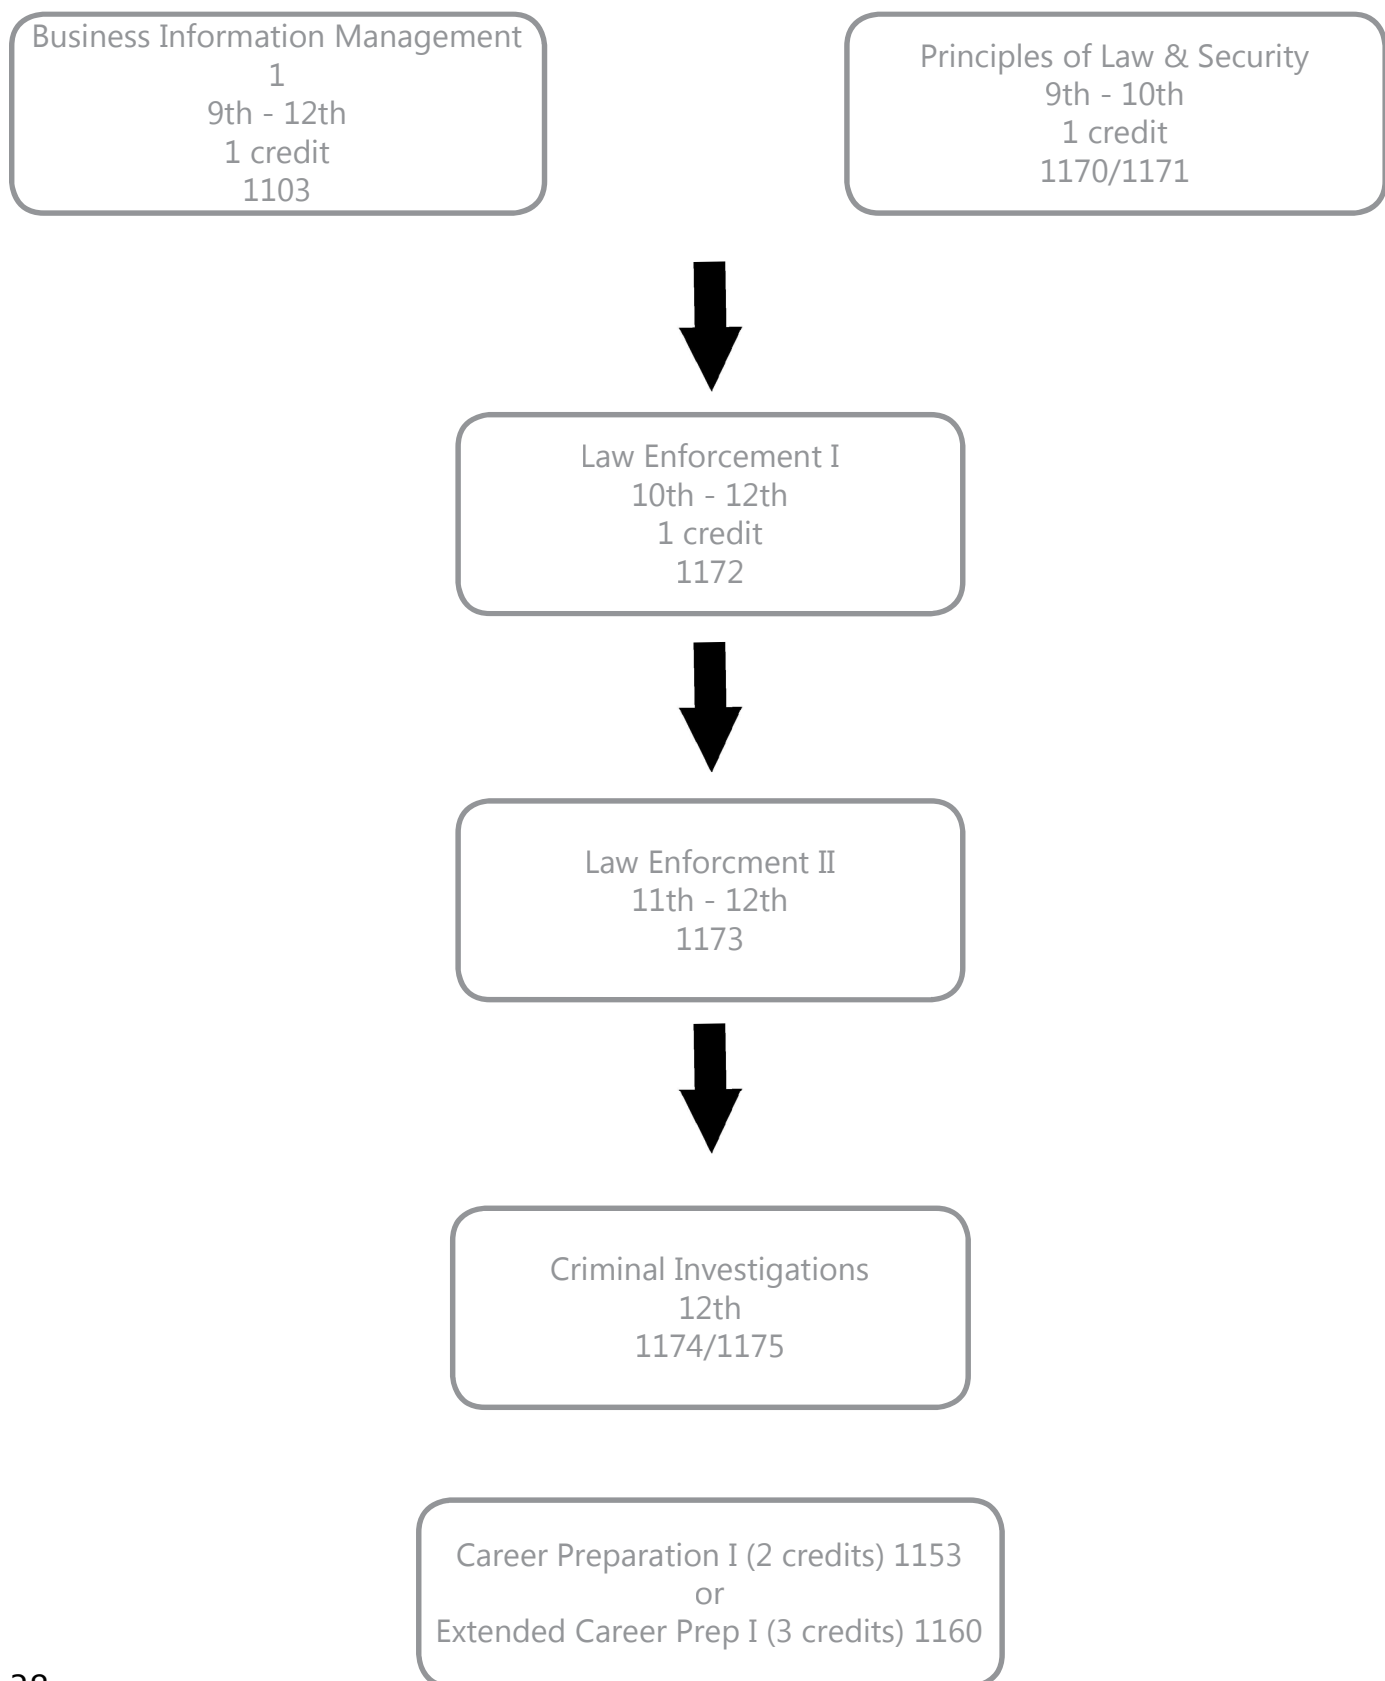 Business Information Management
1
9th - 12th
1 credit
1103
Principles of Law & Security
9th - 10th
1 credit
1170/1171
Law Enforcement I
10th - 12th
1 credit
1172
Law Enforcment II
11th - 12th
1173
Criminal Investigations
12th
1174/1175
Career Preparation I (2 credits) 1153
or
Extended Career Prep I (3 credits) 1160